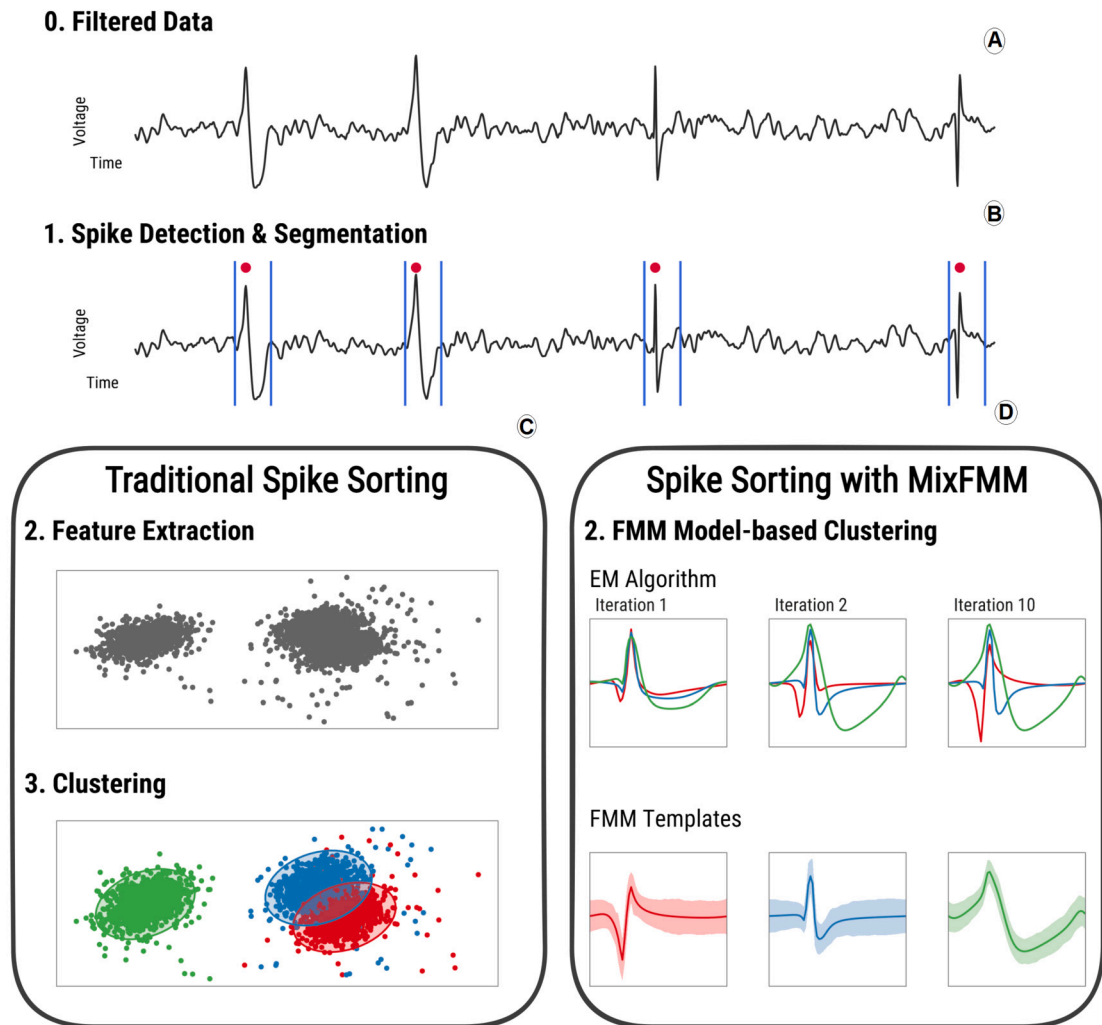 0. Filtered Data
A
Voltage
Time
B
1. Spike Detection & Segmentation
Voltage
Time
C
D
Traditional Spike Sorting
2. Feature Extraction
3. Clustering
Spike Sorting with MixFMM
2. FMM Model-based Clustering
EM Algorithm
Iteration 1
Iteration 2
Iteration 10
FMM Templates